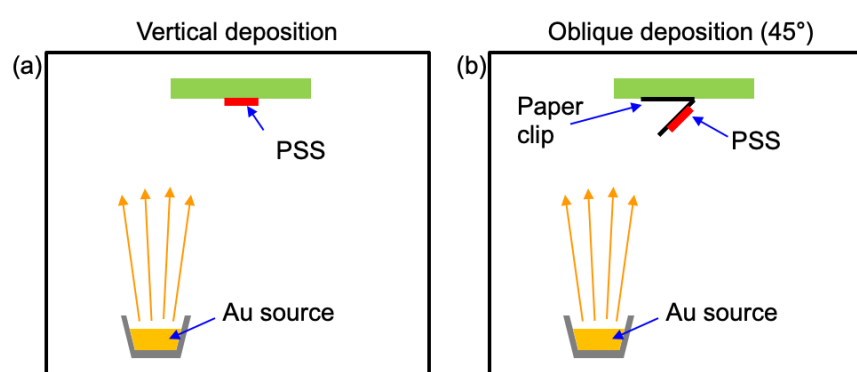 Vertical deposition
Oblique deposition (45°)
(a)
PSS
Au source
(b)
Paper
clip
PSS
Au source